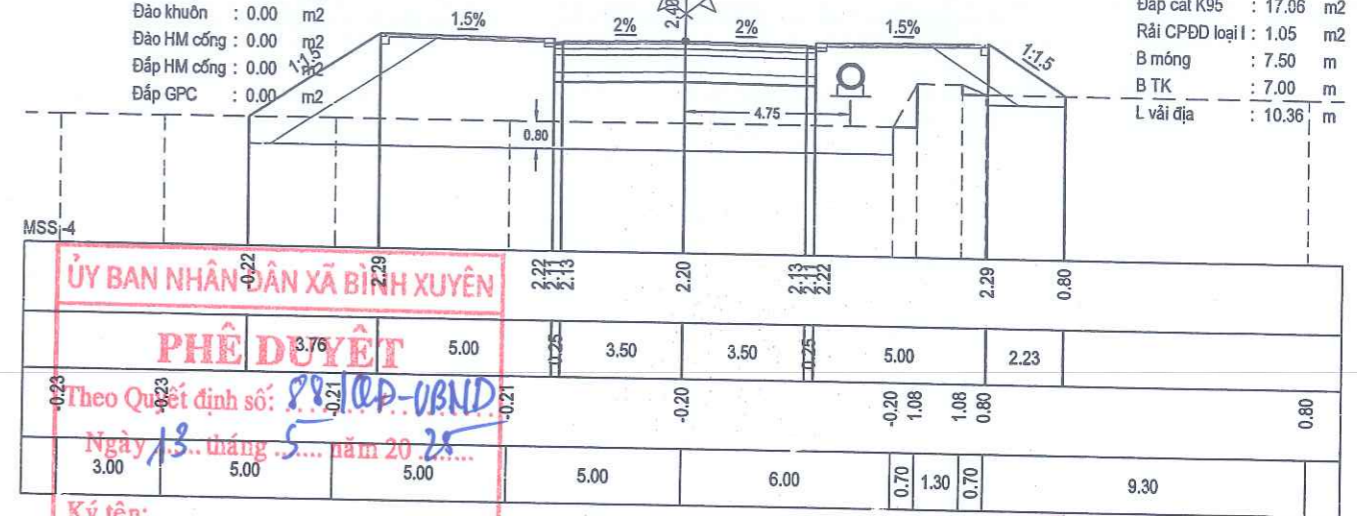 Đào khuôn : 0.00 m2
Đào HM cống : 0.00 m2
Đắp HM cống : 0.00 m2
Đắp GPC : 0.00 m2
Đắp cát K95 : 17.06 m2
Rải CPĐD loại I : 1.05 m2
B móng : 7.50 m
B TK : 7.00 m
L vải địa : 10.36 m
1:1.5 1.5% 2% 2.40 2% 1.5% 1:1.5
0.80 4.75
MSS:-4
-0.22 2.29 2.22 2.11 2.13 2.20 2.13 2.11 2.22 2.29 0.80
3.76 5.00 0.25 3.50 3.50 0.25 5.00 2.23
-0.23 -0.23 -0.21 -0.21 -0.20 -0.20 1.08 1.08 0.80 0.80
3.00 5.00 5.00 5.00 6.00 0.70 1.30 0.70 9.30
ỦY BAN NHÂN DÂN XÃ BÌNH XUYÊN
PHÊ DUYỆT
Theo Quyết định số: 88/QĐ-UBND
Ngày 13 tháng 5 năm 2025
Ký tên: